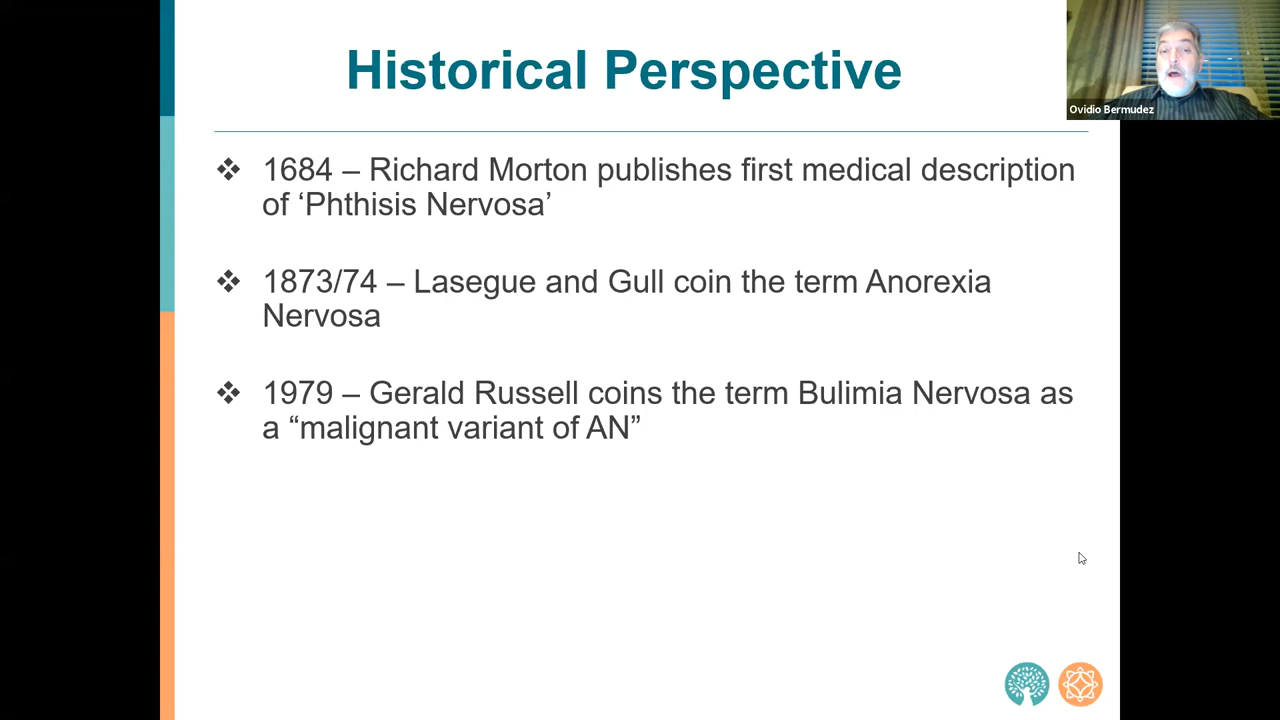 Historical Perspective
Ovidio Bermudez
❖ 1684 – Richard Morton publishes first medical description
of ‘Phthisis Nervosa’
❖ 1873/74 – Lasegue and Gull coin the term Anorexia
Nervosa
❖ 1979 – Gerald Russell coins the term Bulimia Nervosa as
a “malignant variant of AN”